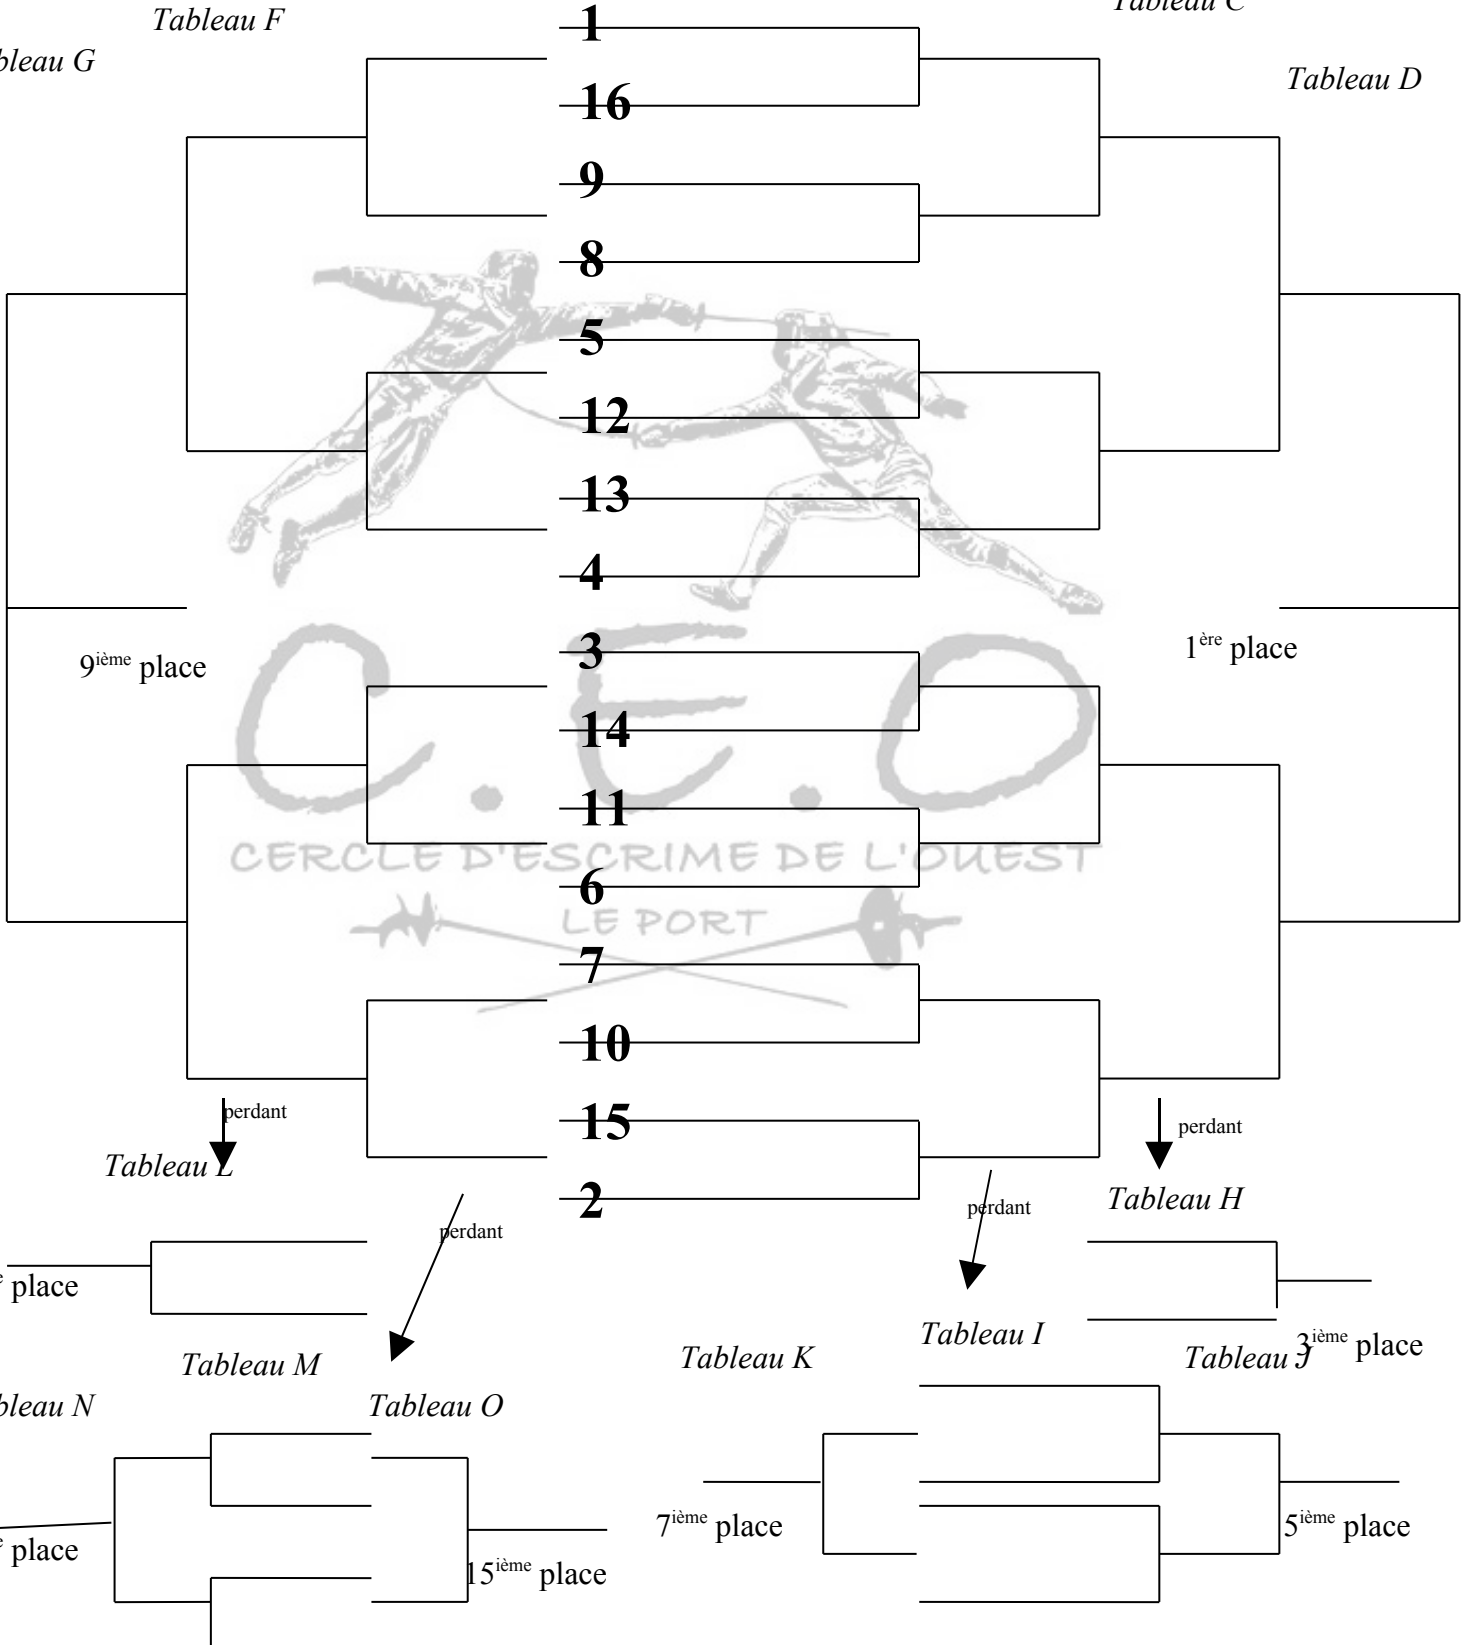 Tableau C
Tableau F
1
bleau G
Tableau D
16
9
8
5
12
13
4
3
1ère place
9ième place
14
11
CERCLE D'ESCRIME DE L'OUEST
6
LE PORT
7
10
perdant
15
perdant
Tableau L
2
Tableau H
perdant
perdant
e place
Tableau I
3ième place
Tableau M
Tableau K
Tableau J
bleau N
Tableau O
7ième place
5ième place
e place
15ième place
C.E.O